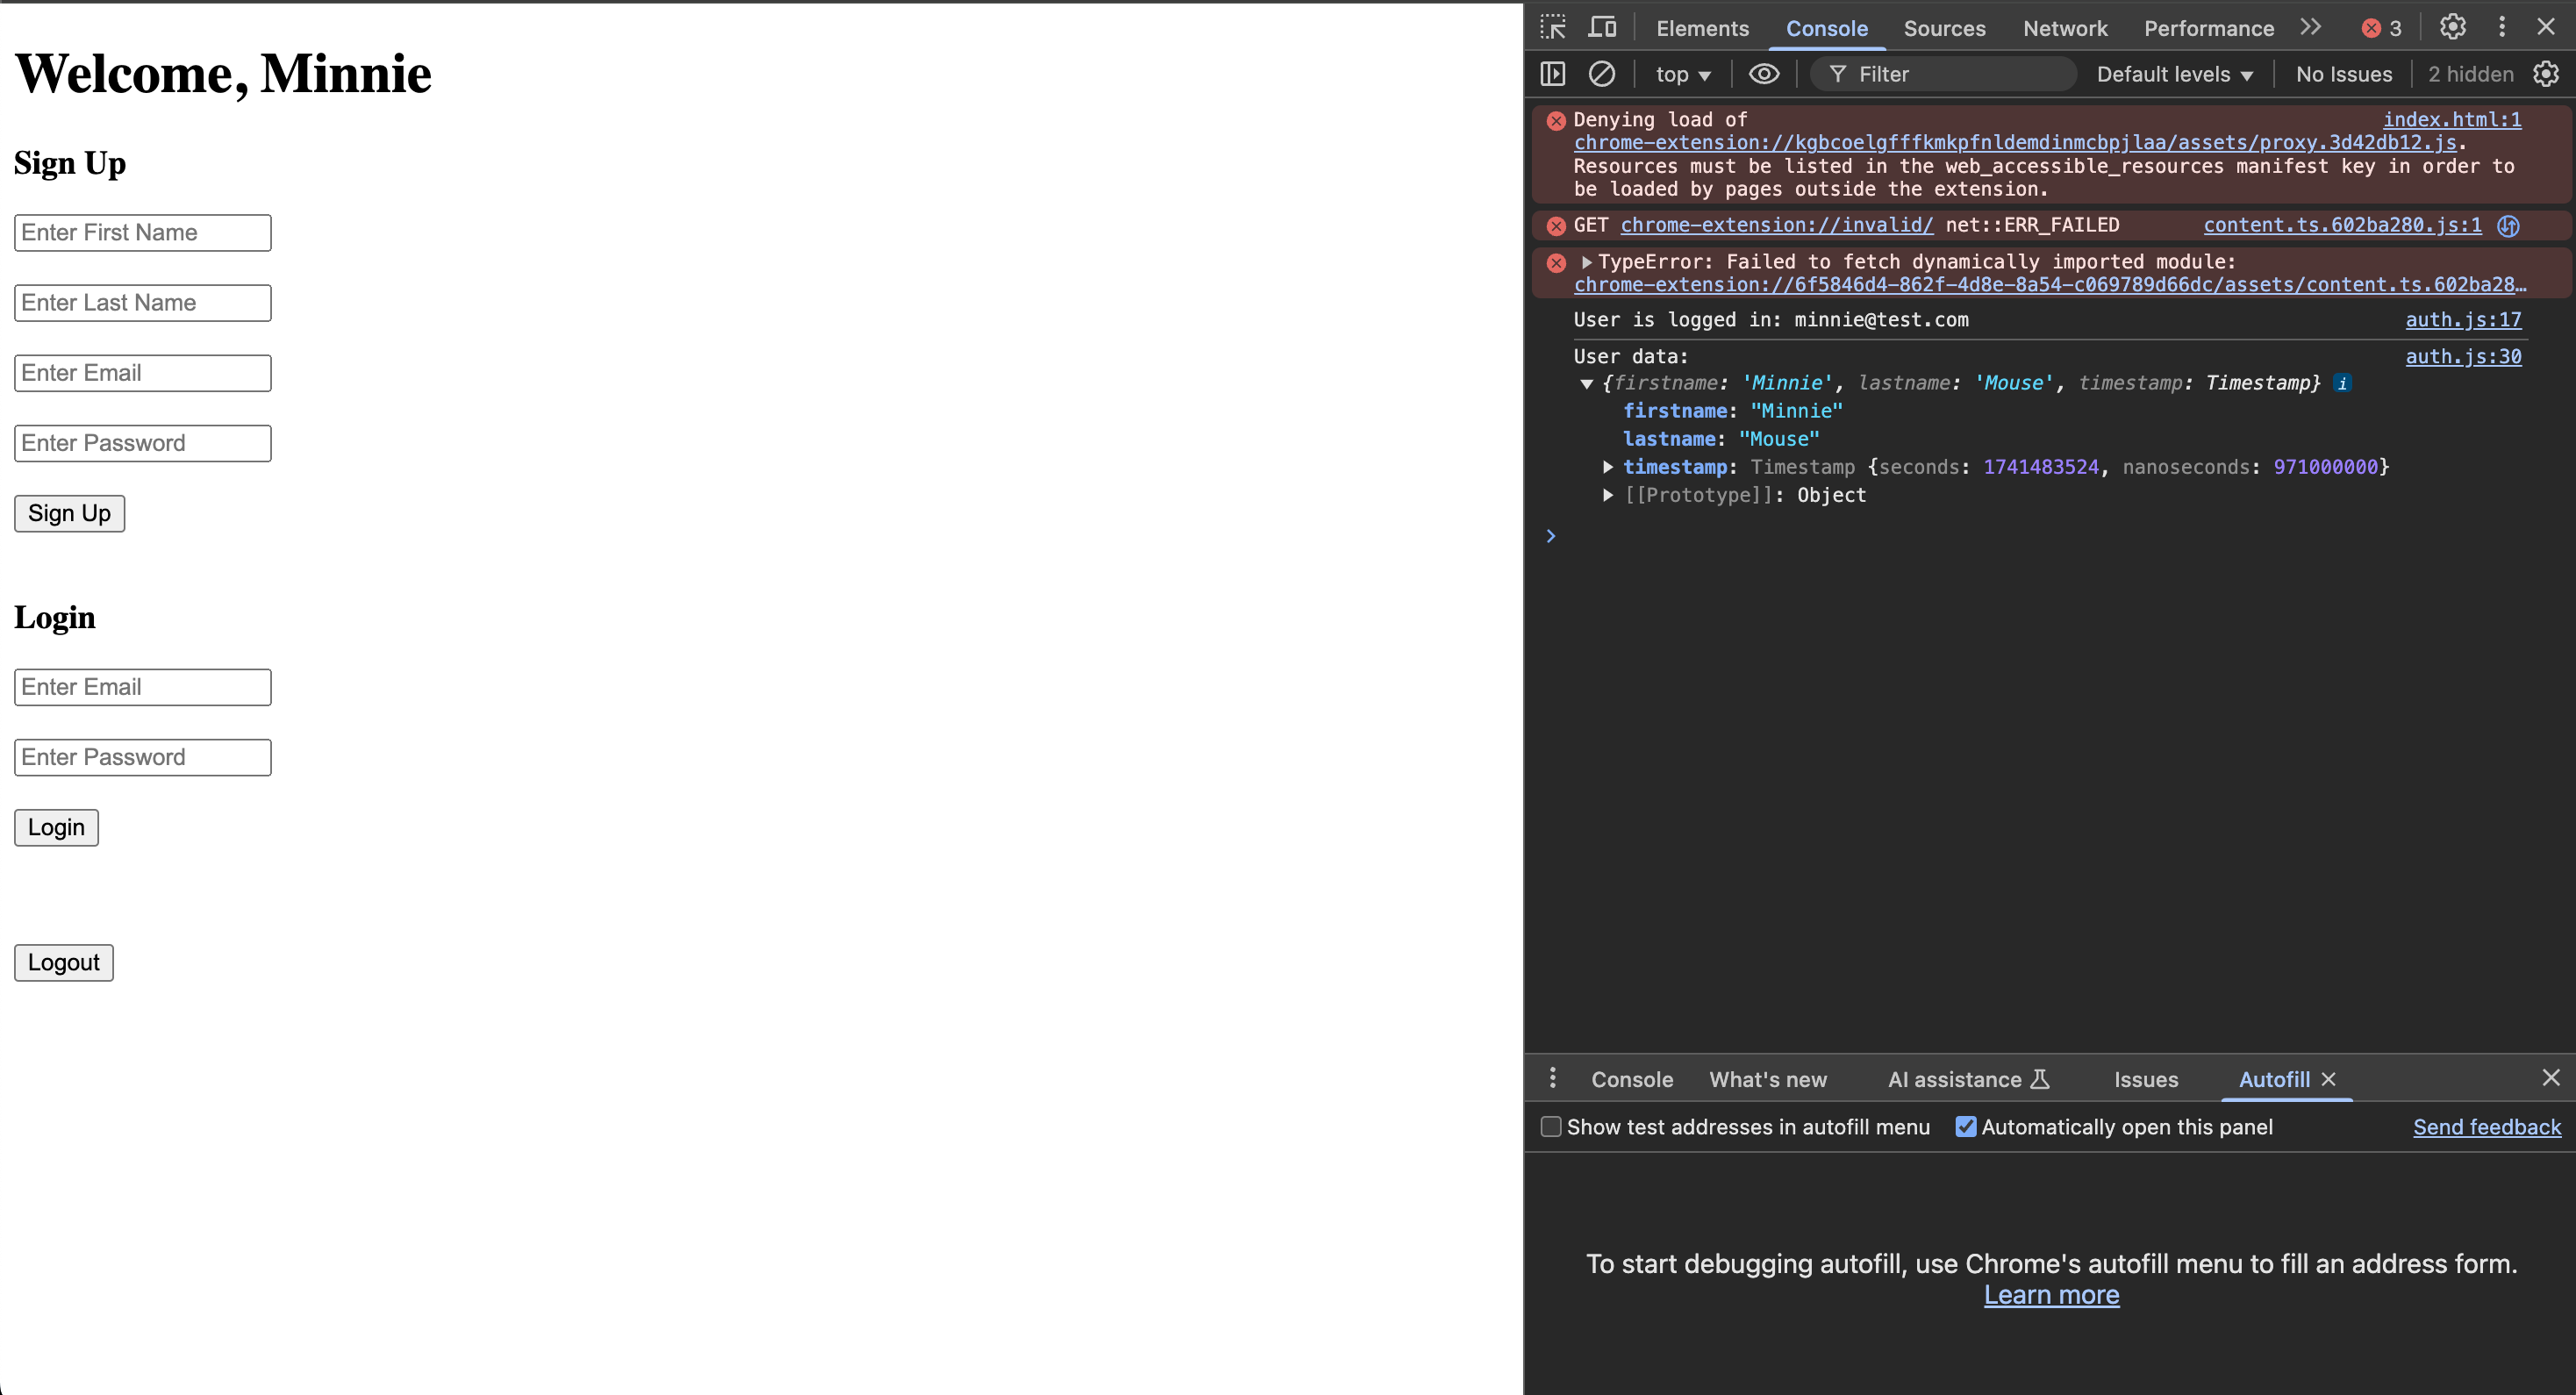 Welcome, Minnie
Sign Up
Enter First Name
Enter Last Name
Enter Email
Enter Password
Sign Up
Login
Enter Email
Enter Password
Login
Logout
Elements Console Sources Network Performance 3
top Filter Default levels No Issues 2 hidden
Denying load of index.html:1
chrome-extension://kgbcoelgfffkmkpfnldemdinmcbpjlaa/assets/proxy.3d42db12.js.
Resources must be listed in the web_accessible_resources manifest key in order to
be loaded by pages outside the extension.
GET chrome-extension://invalid/ net::ERR_FAILED content.ts.602ba280.js:1
TypeError: Failed to fetch dynamically imported module:
chrome-extension://6f5846d4-862f-4d8e-8a54-c069789d66dc/assets/content.ts.602ba28…
User is logged in: minnie@test.com auth.js:17
User data: auth.js:30
{firstname: 'Minnie', lastname: 'Mouse', timestamp: Timestamp} i
firstname: "Minnie"
lastname: "Mouse"
timestamp: Timestamp {seconds: 1741483524, nanoseconds: 971000000}
[[Prototype]]: Object
Console What's new AI assistance Issues Autofill
Show test addresses in autofill menu Automatically open this panel Send feedback
To start debugging autofill, use Chrome's autofill menu to fill an address form.
Learn more